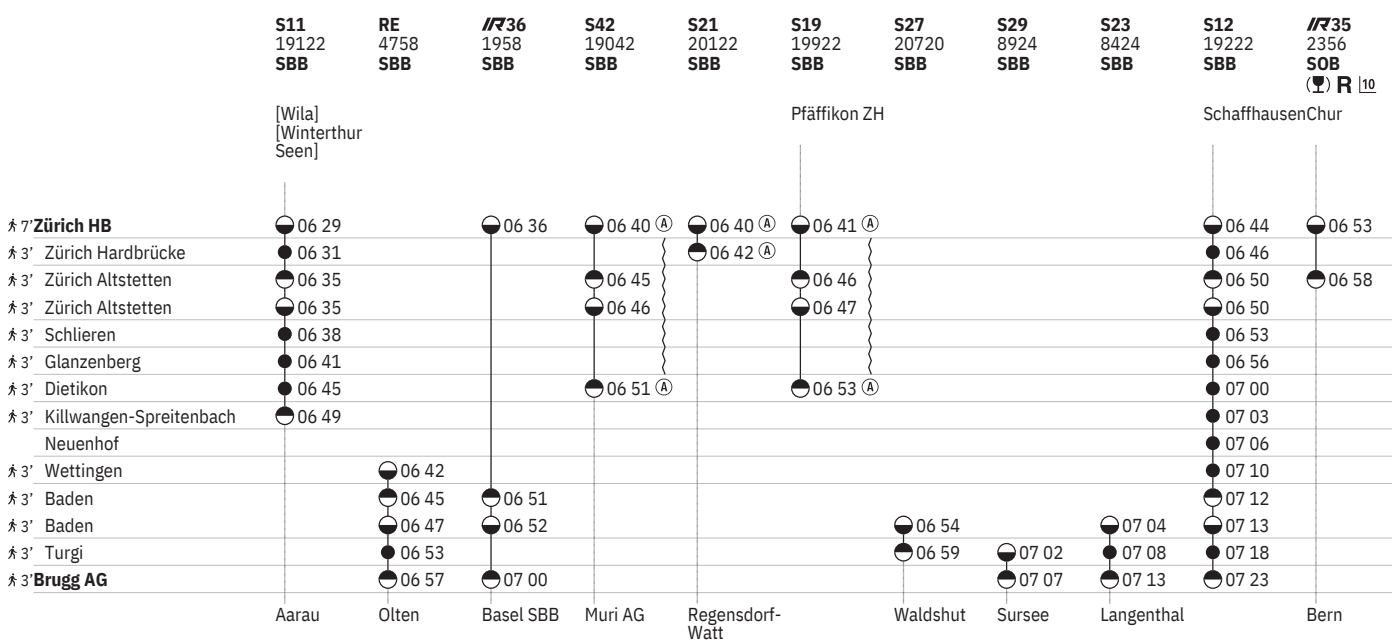 S11 RE IR36 S42 S21 S19 S27 S29 S23 S12 IR35
19122 4758 1958 19042 20122 19922 20720 8924 8424 19222 2356
SBB SBB SBB SBB SBB SBB SBB SBB SBB SBB SOB
R 10
[Wila] Pfäffikon ZH Schaffhausen Chur
[Winterthur
Seen]
7' Zürich HB 06 29 06 36 06 40 A 06 40 A 06 41 A 06 44 06 53
3' Zürich Hardbrücke 06 31 06 42 A 06 46
3' Zürich Altstetten 06 35 06 45 06 46 06 50 06 58
3' Zürich Altstetten 06 35 06 46 06 47 06 50
3' Schlieren 06 38 06 53
3' Glanzenberg 06 41 06 56
3' Dietikon 06 45 06 51 A 06 53 A 07 00
3' Killwangen-Spreitenbach 06 49 07 03
Neuenhof 07 06
3' Wettingen 06 42 07 10
3' Baden 06 45 06 51 07 12
3' Baden 06 47 06 52 06 54 07 04 07 13
3' Turgi 06 53 06 59 07 02 07 08 07 18
3' Brugg AG 06 57 07 00 07 07 07 13 07 23
Aarau Olten Basel SBB Muri AG Regensdorf- Waldshut Sursee Langenthal Bern
Watt